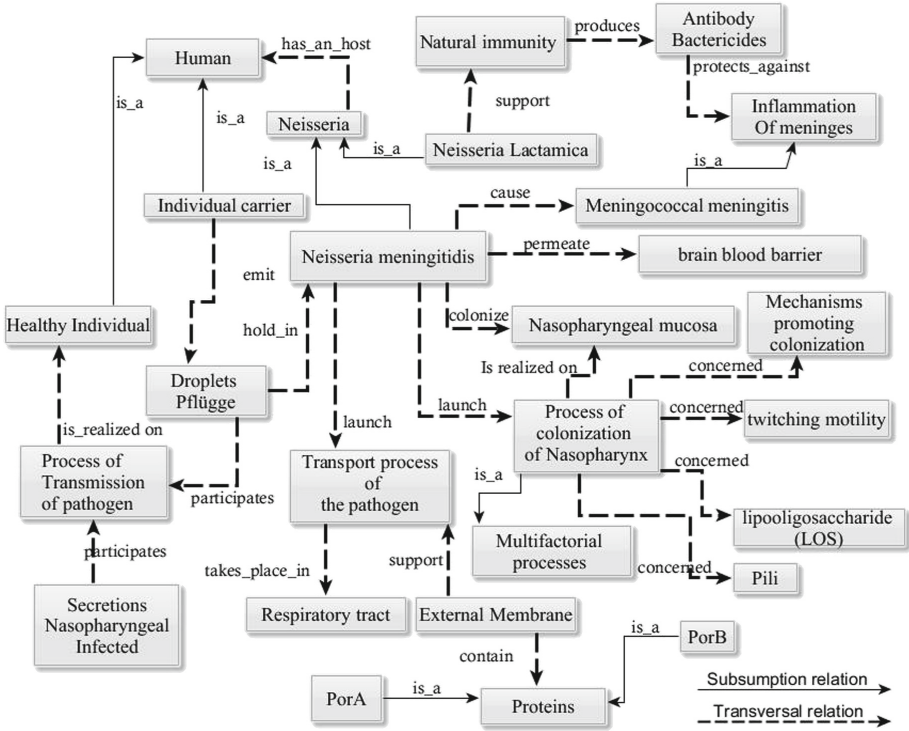 Human
has_an_host
Natural immunity
produces
Antibody
Bactericides
protects_against
is_a
is_a
Neisseria
support
Inflammation
Of meninges
is_a
is_a
Neisseria Lactamica
is_a
Individual carrier
cause
Meningococcal meningitis
emit
Neisseria meningitidis
permeate
brain blood barrier
Healthy Individual
hold_in
colonize
Nasopharyngeal mucosa
Mechanisms
promoting
colonization
Droplets
Pflügge
Is realized on
concerned
launch
launch
Process of
colonization
of Nasopharynx
concerned
twitching motility
is_realized on
Process of
Transmission
of pathogen
participates
Transport process
of
the pathogen
is_a
concerned
lipooligosaccharide
(LOS)
participates
takes_place_in
support
Multifactorial
processes
concerned
Pili
Secretions
Nasopharyngeal
Infected
Respiratory tract
External Membrane
contain
is_a
PorB
PorA
is_a
Proteins
Subsumption relation
Transversal relation